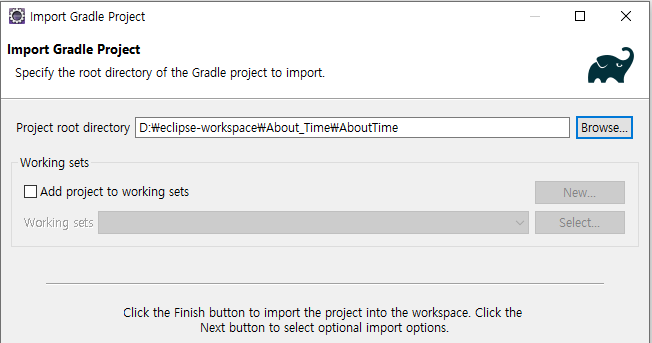 Import Gradle Project
Import Gradle Project
Specify the root directory of the Gradle project to import.
Project root directory D:₩eclipse-workspace₩About_Time₩AboutTime Browse...
Working sets
Add project to working sets New...
Working sets Select...
Click the Finish button to import the project into the workspace. Click the
Next button to select optional import options.